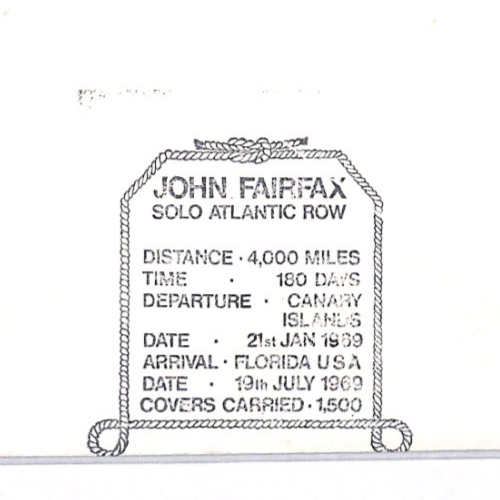 JOHN FAIRFAX
SOLO ATLANTIC ROW
DISTANCE · 4,000 MILES
TIME · 180 DAYS
DEPARTURE · CANARY
ISLANDS
DATE · 21st JAN 1969
ARRIVAL · FLORIDA USA
DATE · 19th JULY 1969
COVERS CARRIED · 1,500